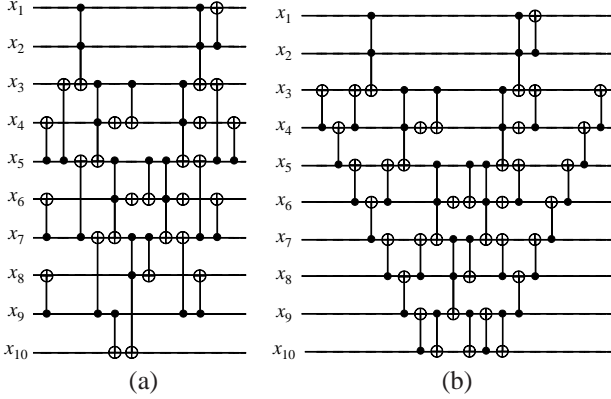 x1 x1
x2 x2
x3 x3
x4 x4
x5 x5
x6 x6
x7 x7
x8 x8
x9 x9
x10 x10
(a) (b)